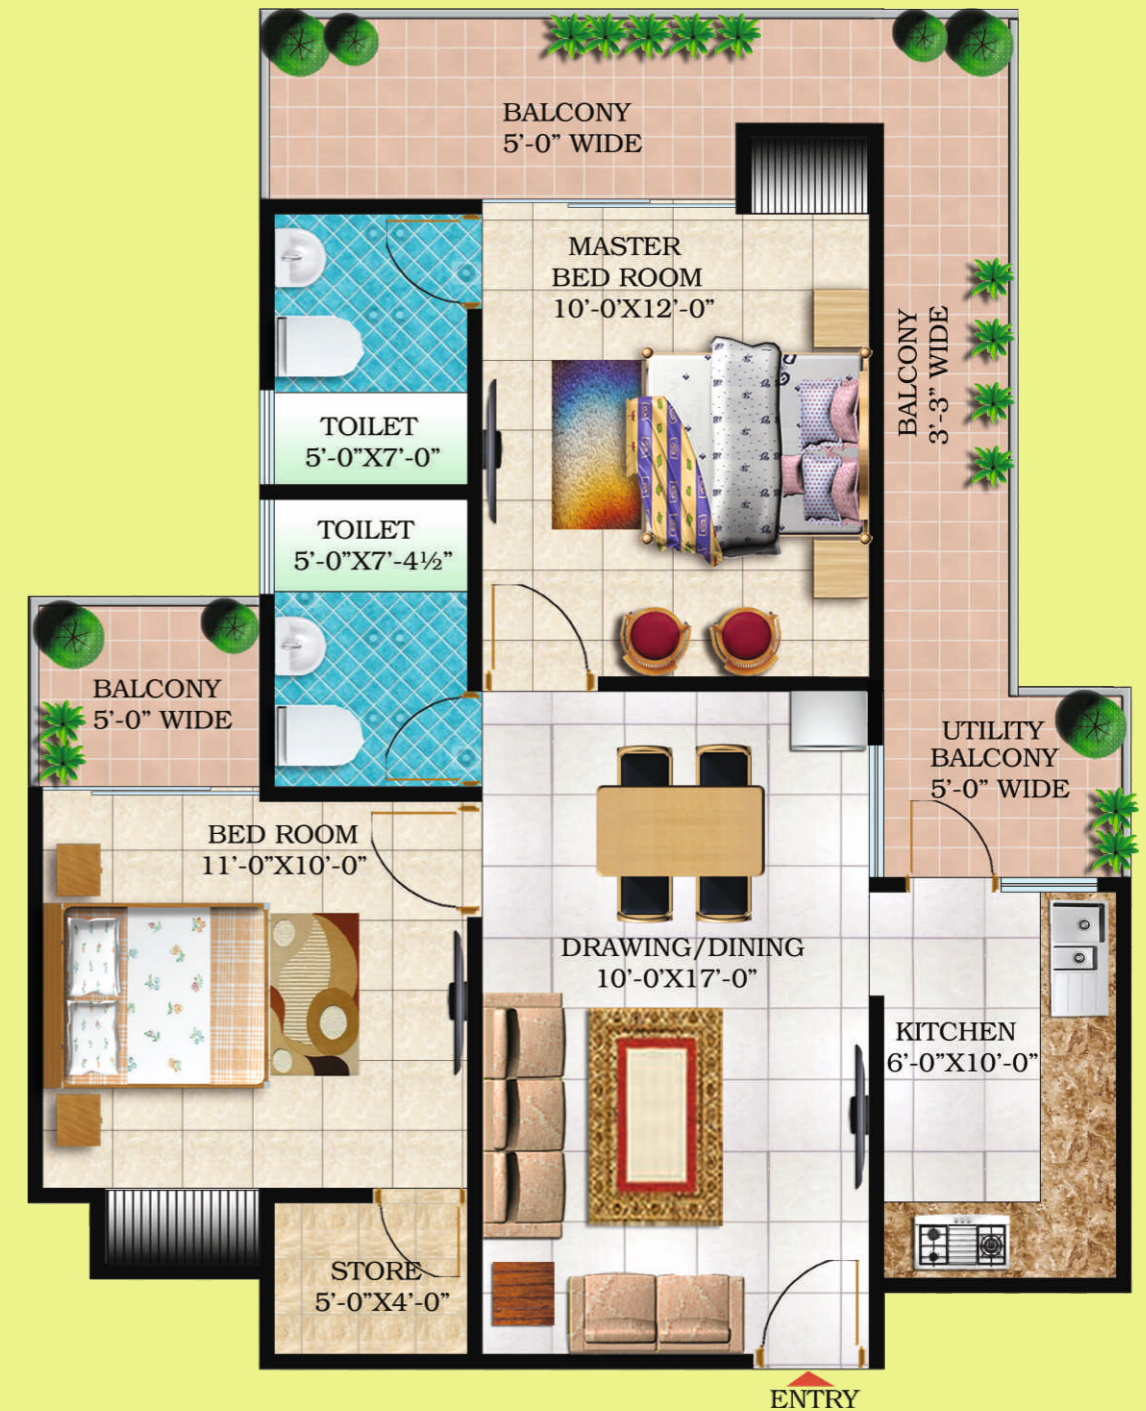 BALCONY
5'-0" WIDE
MASTER
BED ROOM
10'-0'X12'-0"
BALCONY
3'-3" WIDE
TOILET
5'-0"X7'-0"
TOILET
5'-0"X7'-4½"
BALCONY
5'-0" WIDE
UTILITY
BALCONY
5'-0" WIDE
BED ROOM
11'-0"X10'-0"
DRAWING/DINING
10'-0'X17'-0"
KITCHEN
6'-0"X10'-0"
STORE
5'-0"X4'-0"
ENTRY